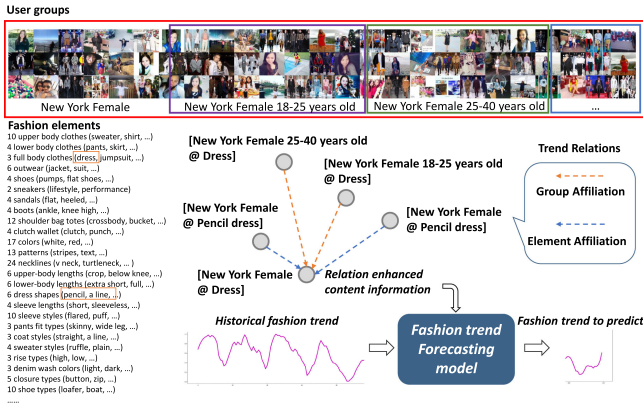 User groups
New York Female
New York Female 18-25 years old
New York Female 25-40 years old
...
Fashion elements
10 upper body clothes (sweater, shirt, ...)
4 lower body clothes (pants, skirt, ...)
3 full body clothes (dress, jumpsuit, ...)
6 outwear (jacket, suit, ...)
4 shoes (pumps, flat shoes, ...)
2 sneakers (lifestyle, performance)
4 sandals (flat, heeled, ...)
4 boots (ankle, knee high, ...)
12 shoulder bag totes (crossbody, bucket, ...)
4 clutch wallet (clutch, punch, ...)
17 colors (white, red, ...)
13 patterns (stripes, text, ...)
24 necklines (v neck, turtleneck, ... )
6 upper-body lengths (crop, below knee, ...)
6 lower-body lengths (extra short, full, ...)
6 dress shapes (pencil, a line, ...)
4 sleeve lengths (short, sleeveless, ...)
10 sleeve styles (flared, puff, ...)
3 pants fit types (skinny, wide leg, ...)
3 coat styles (straight, a line, ...)
4 sweater styles (ruffle, plain, ...)
3 rise types (high, low, ...)
3 denim wash colors (light, dark, ...)
5 closure types (button, zip, ...)
10 shoe types (loafer, boat, ...)
......
[New York Female 25-40 years old
@ Dress]
[New York Female 18-25 years old
@ Dress]
[New York Female
@ Pencil dress]
[New York Female
@ Pencil dress]
[New York Female
@ Dress]
Relation enhanced
content information
Trend Relations
Group Affiliation
Element Affiliation
Historical fashion trend
Fashion trend
Forecasting
model
Fashion trend to predict